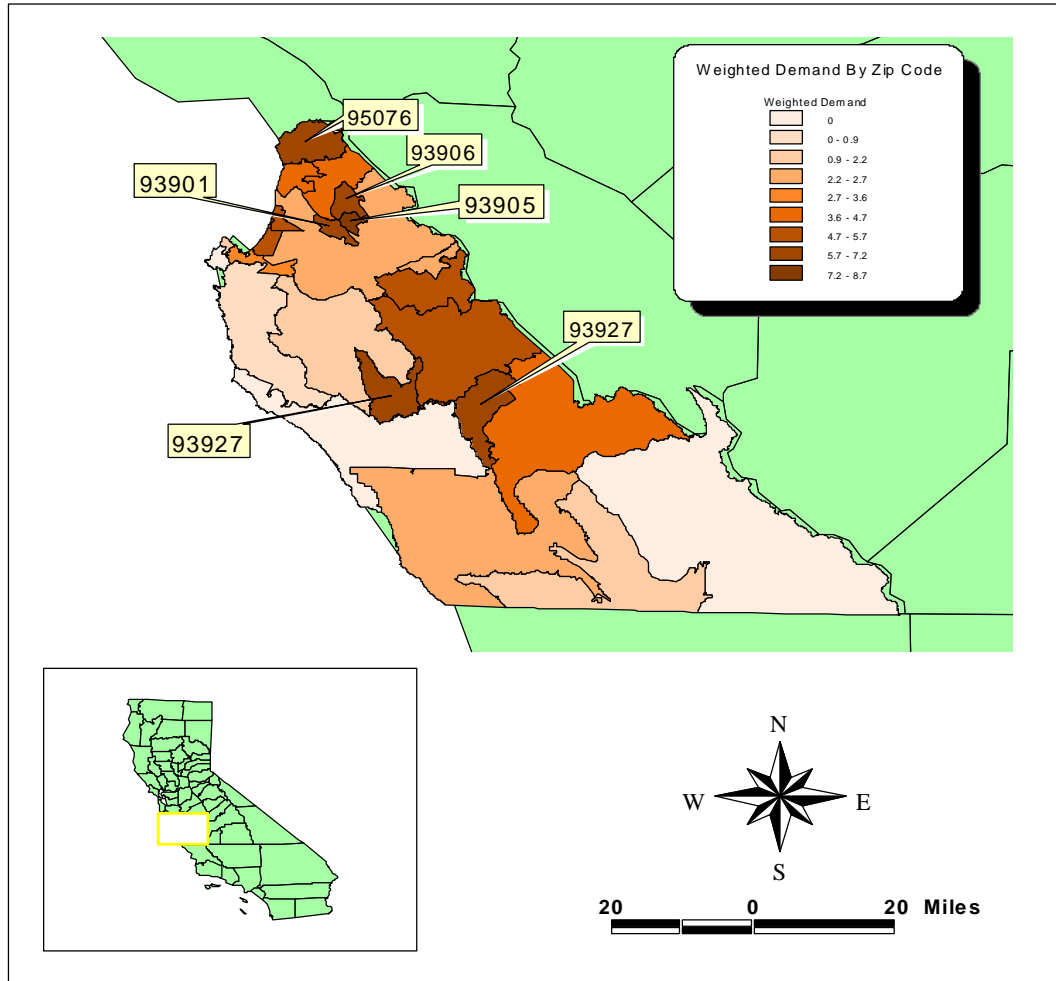 Weighted Demand By Zip Code
Weighted Demand
0
0 - 0.9
0.9 - 2.2
2.2 - 2.7
2.7 - 3.6
3.6 - 4.7
4.7 - 5.7
5.7 - 7.2
7.2 - 8.7
95076
93906
93901
93905
93927
93927
N
W E
S
20 0 20 Miles